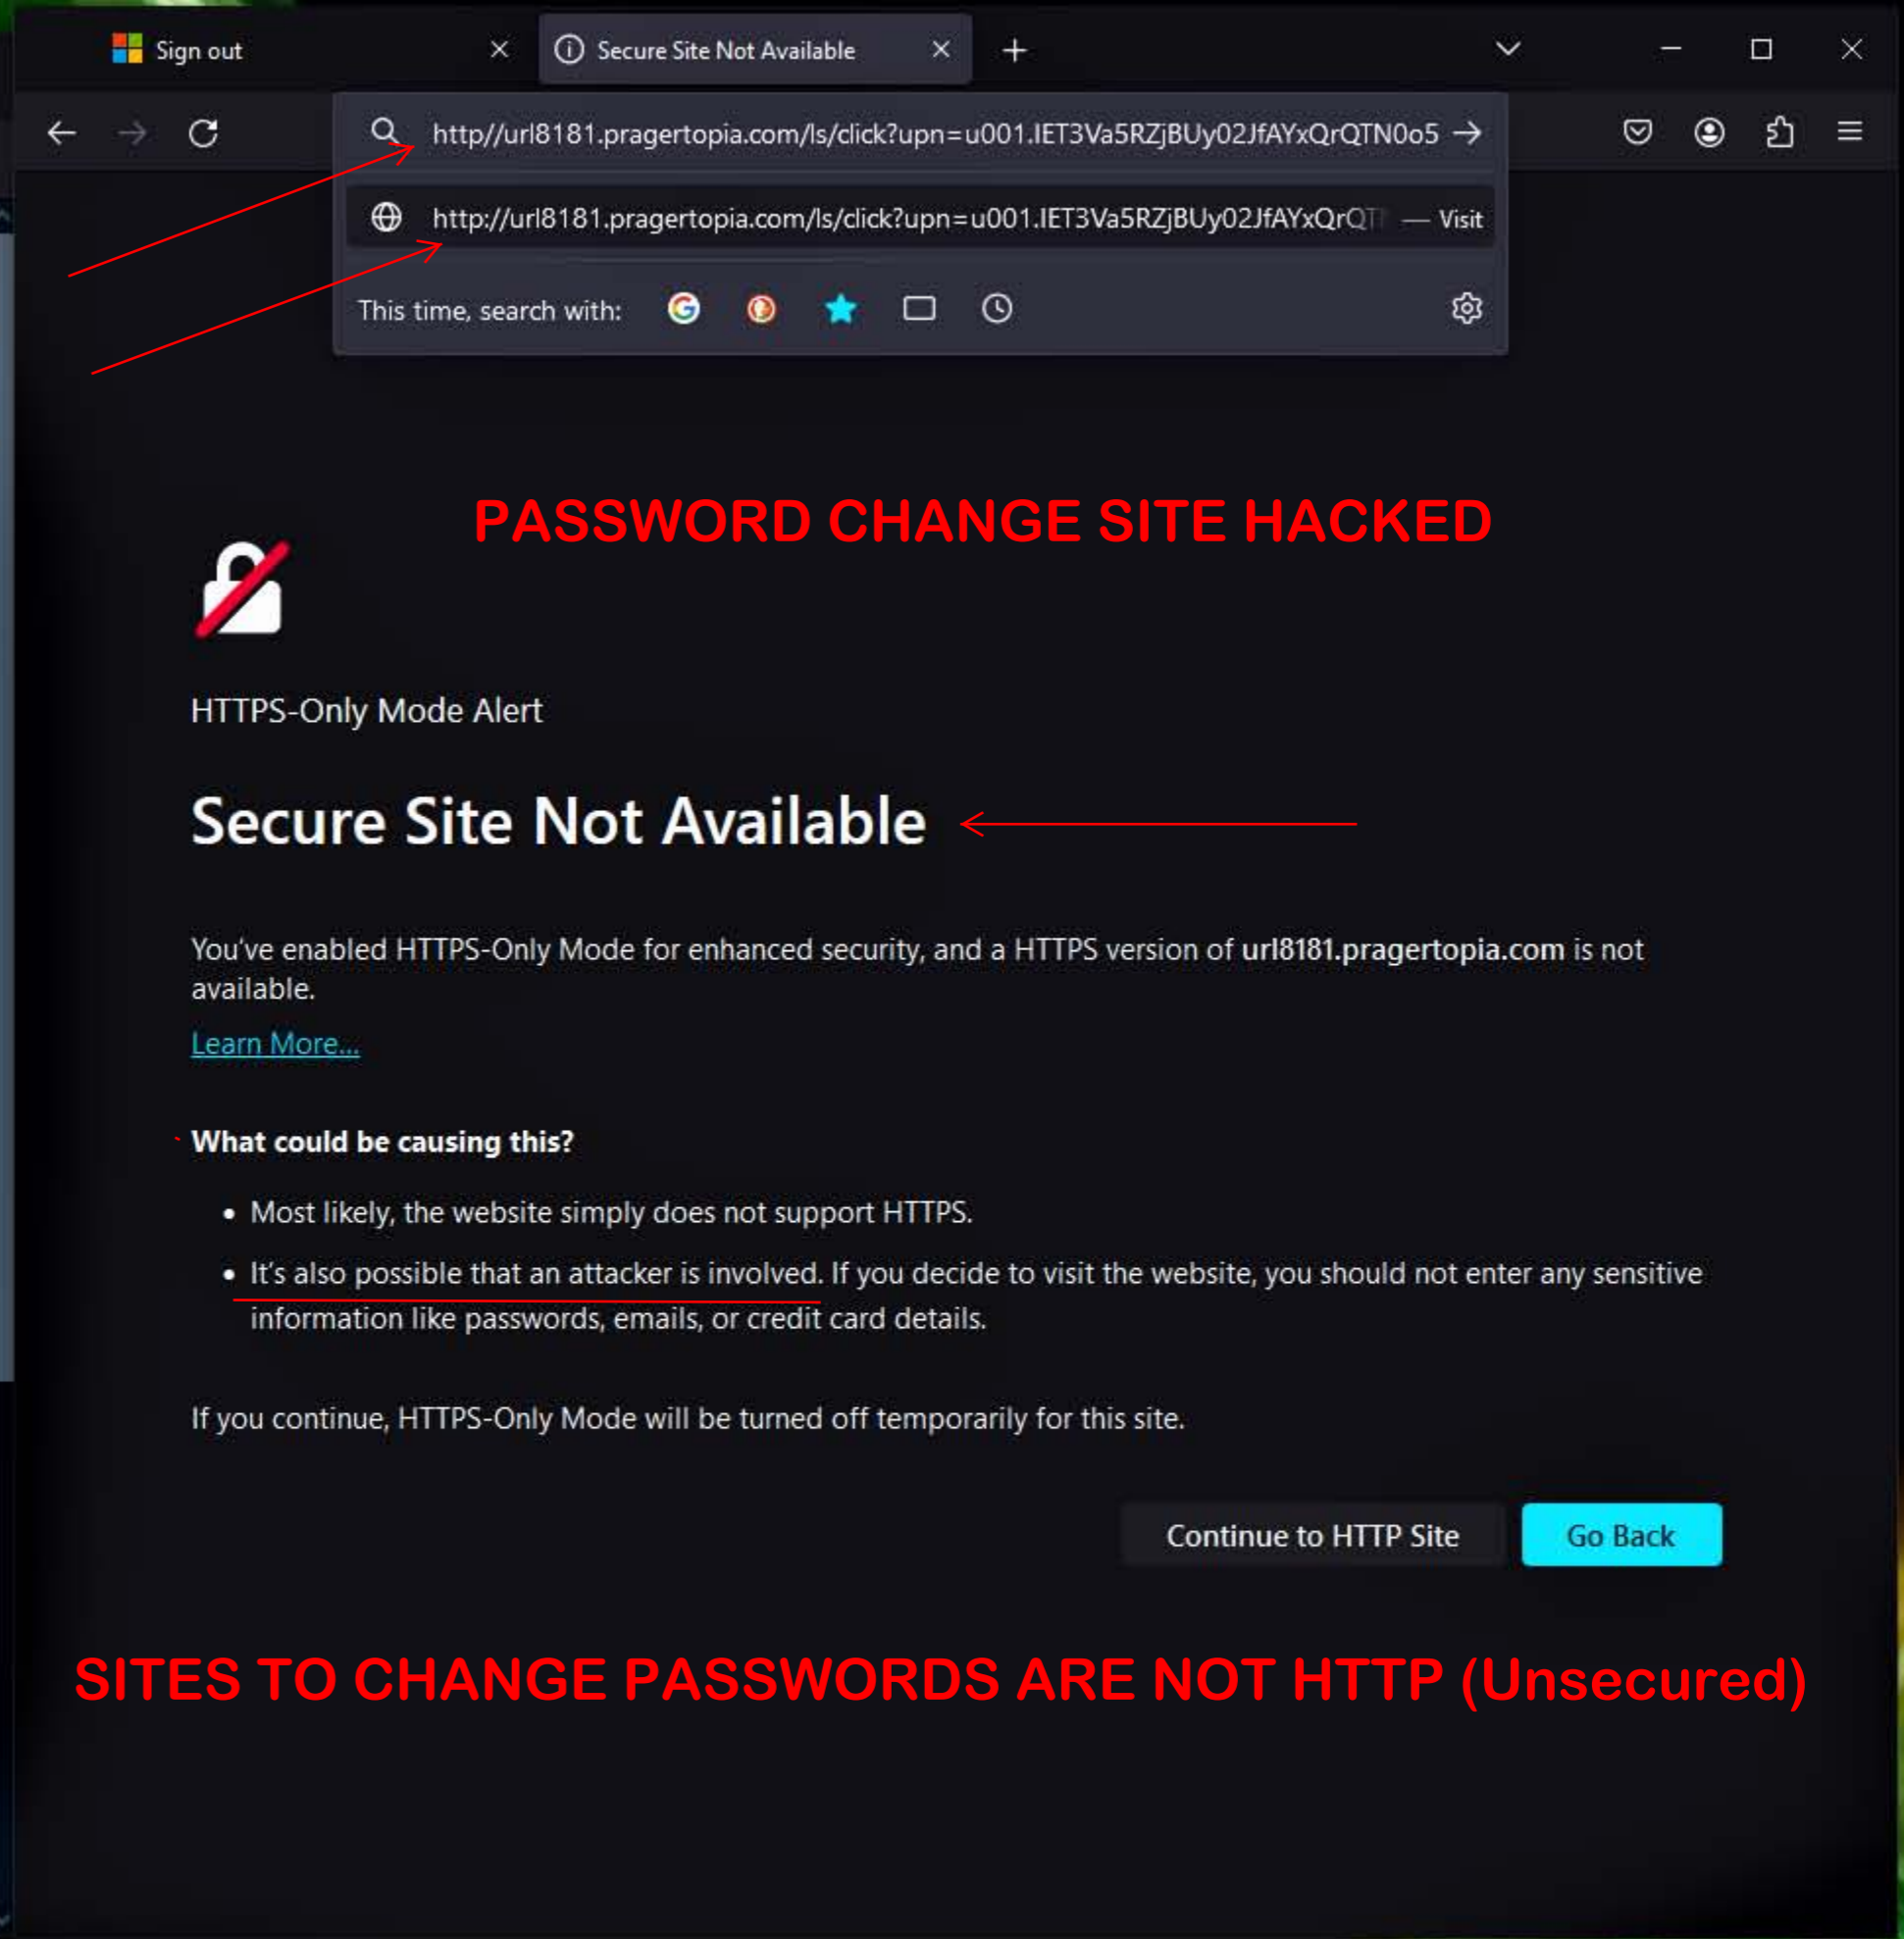 Sign out
Secure Site Not Available
http//url8181.pragertopia.com/ls/click?upn=u001.IET3Va5RZjBUy02JfAYxQrQTN0o5
http://url8181.pragertopia.com/ls/click?upn=u001.IET3Va5RZjBUy02JfAYxQrQT — Visit
This time, search with:
PASSWORD CHANGE SITE HACKED
HTTPS-Only Mode Alert
Secure Site Not Available
You've enabled HTTPS-Only Mode for enhanced security, and a HTTPS version of url8181.pragertopia.com is not
available.
Learn More...
What could be causing this?
• Most likely, the website simply does not support HTTPS.
• It's also possible that an attacker is involved. If you decide to visit the website, you should not enter any sensitive
information like passwords, emails, or credit card details.
If you continue, HTTPS-Only Mode will be turned off temporarily for this site.
Continue to HTTP Site
Go Back
SITES TO CHANGE PASSWORDS ARE NOT HTTP (Unsecured)